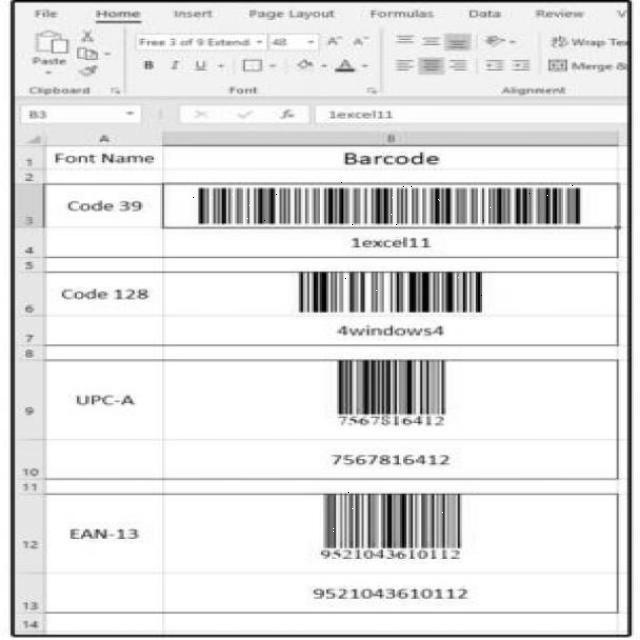 File Home Insert Page Layout Formulas Data Review V
Free 3 of 9 Extend 48 A A Wrap Tex
Paste B I U A Merge &
Clipboard Font Alignment
B3 fx 1excel11
A B
1 Font Name Barcode
2
3 Code 39
4 1excel11
5
6 Code 128
7 4windows4
8
9 UPC-A 7567816412
10 7567816412
11
12 EAN-13 9521043610112
13 9521043610112
14